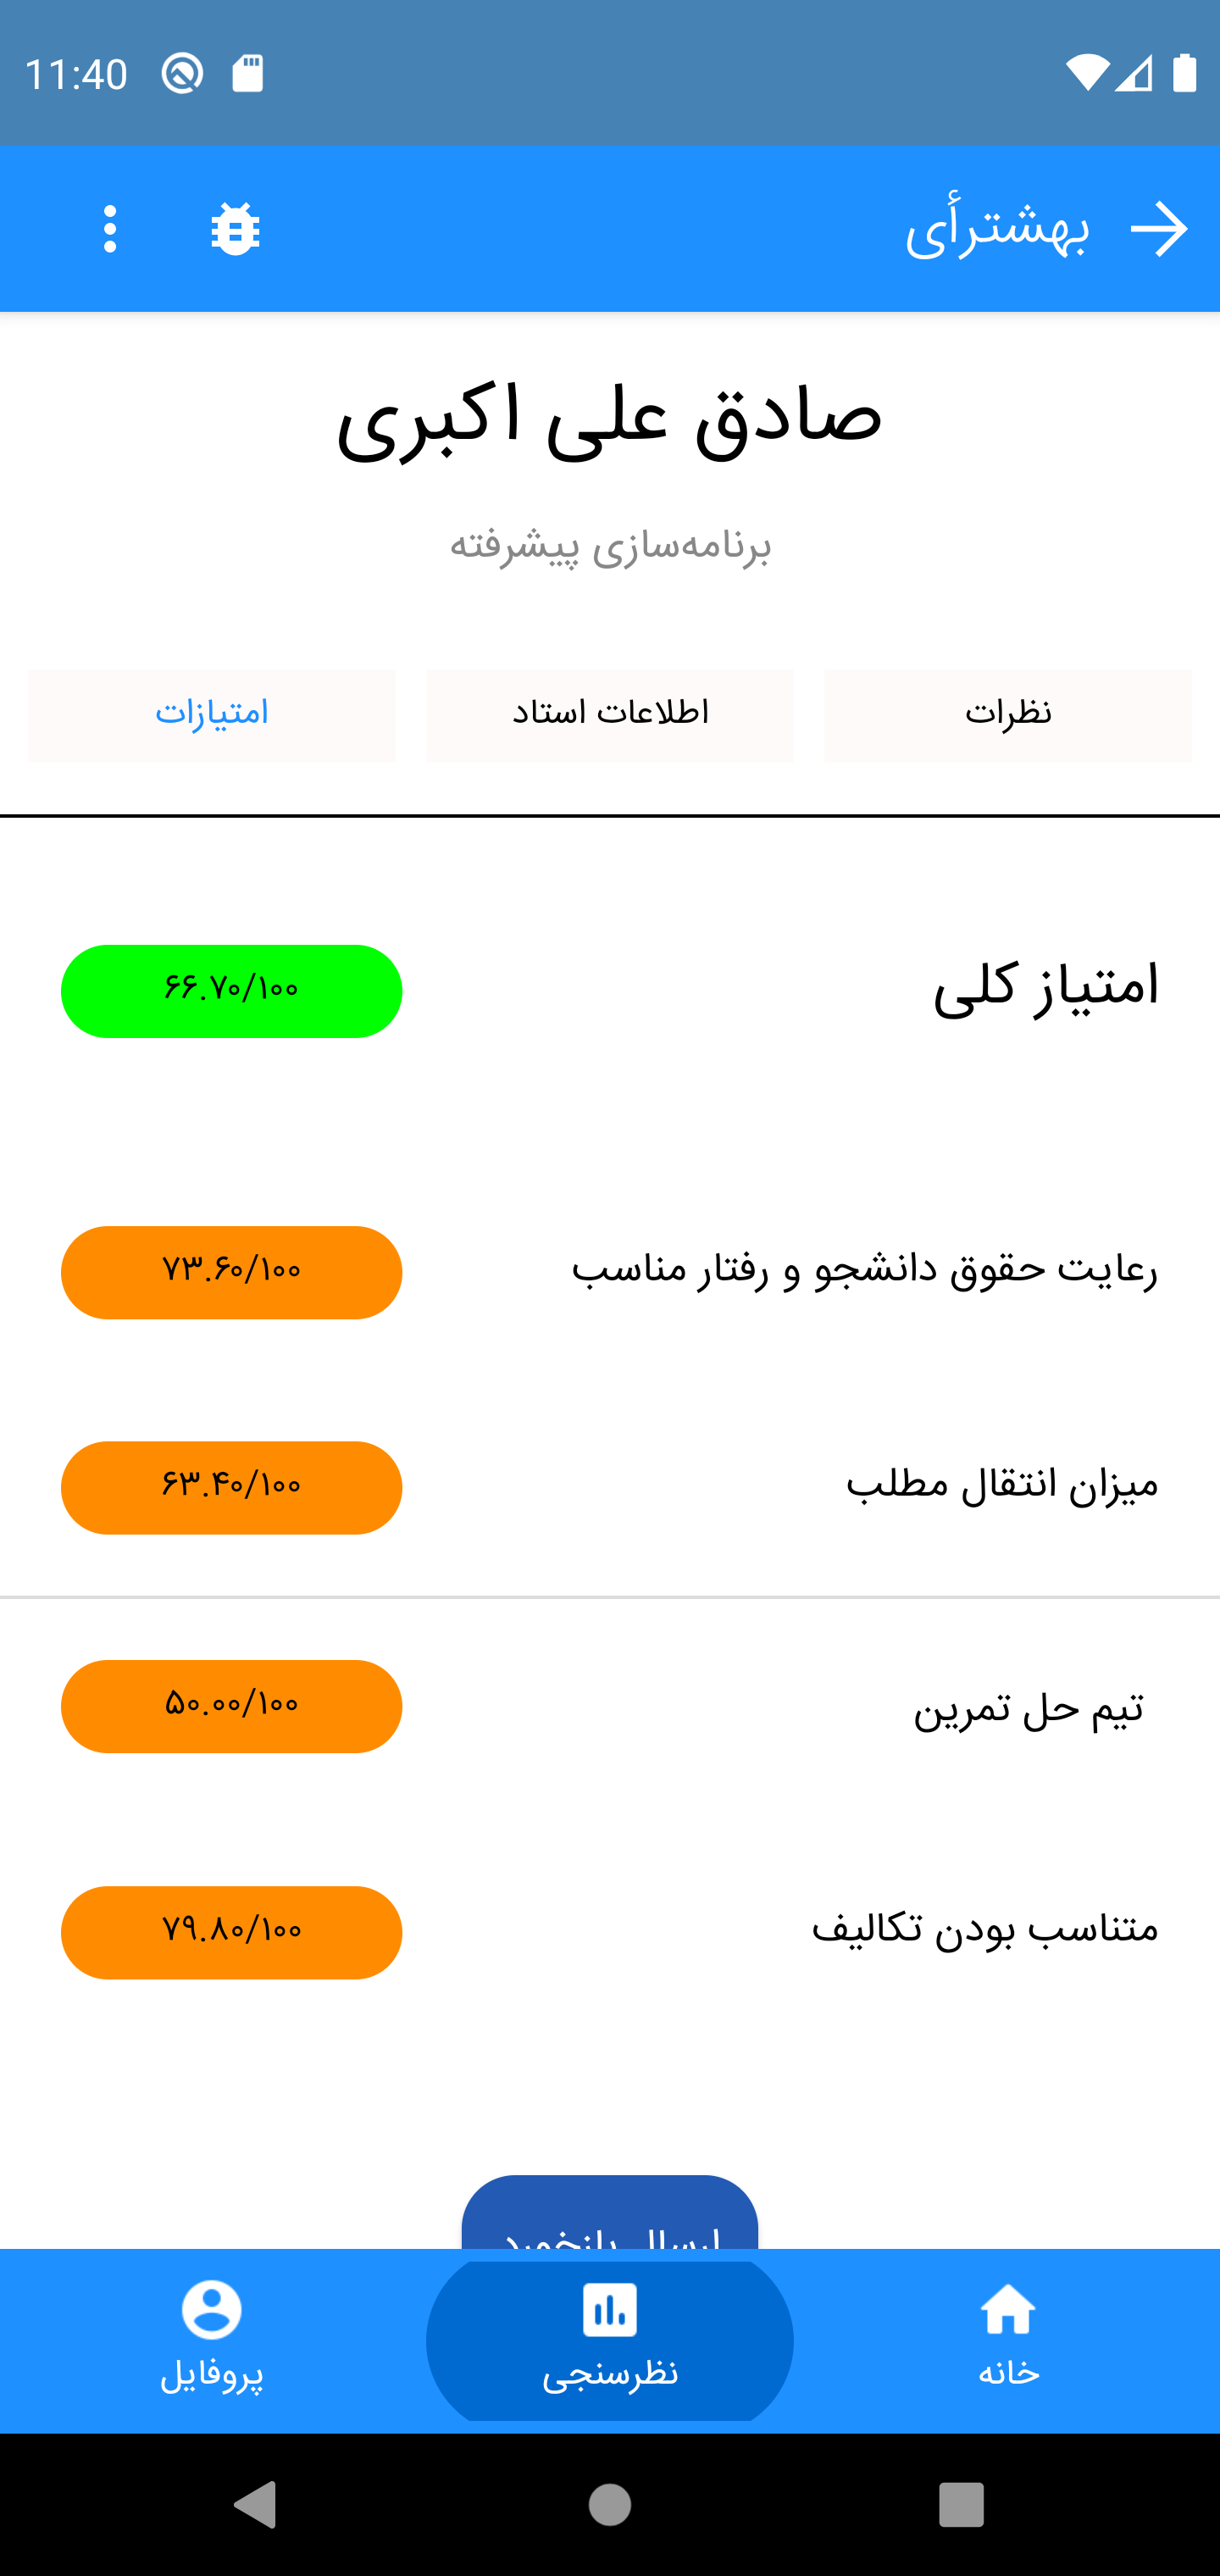 11:40
بهشترأی
صادق علی اکبری
برنامه‌سازی پیشرفته
نظرات
اطلاعات استاد
امتیازات
امتیاز کلی
۶۶.۷۰/۱۰۰
رعایت حقوق دانشجو و رفتار مناسب
۷۳.۶۰/۱۰۰
میزان انتقال مطلب
۶۳.۴۰/۱۰۰
تیم حل تمرین
۵۰.۰۰/۱۰۰
متناسب بودن تکالیف
۷۹.۸۰/۱۰۰
ارسال بازخورد
خانه
نظرسنجی
پروفایل